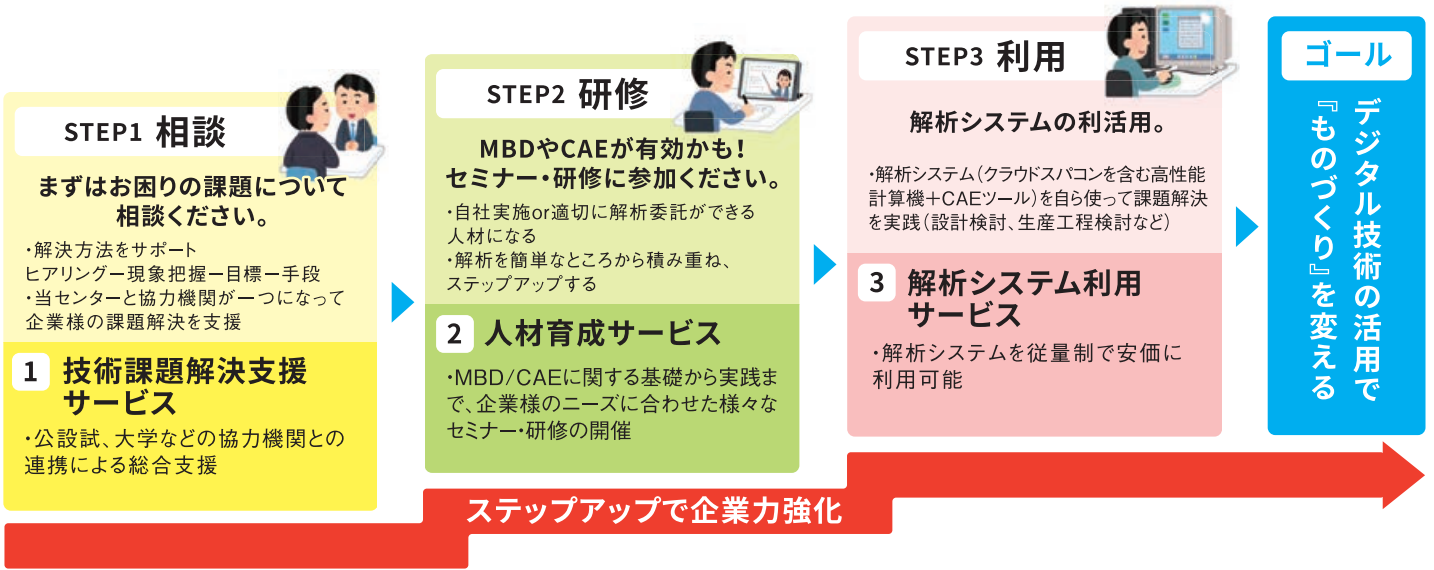 STEP1 相談
まずはお困りの課題について
相談ください。
・解決方法をサポート
ヒアリングー現象把握ー目標ー手段
・当センターと協力機関が一つになって
企業様の課題解決を支援
1 技術課題解決支援
サービス
・公設試、大学などの協力機関との
連携による総合支援
STEP2 研修
MBDやCAEが有効かも！
セミナー・研修に参加ください。
・自社実施or適切に解析委託ができる
人材になる
・解析を簡単なところから積み重ね、
ステップアップする
2 人材育成サービス
・MBD/CAEに関する基礎から実践ま
で、企業様のニーズに合わせた様々な
セミナー・研修の開催
STEP3 利用
解析システムの利活用。
・解析システム（クラウドスパコンを含む高性能
計算機＋CAEツール）を自ら使って課題解決
を実践（設計検討、生産工程検討など）
3 解析システム利用
サービス
・解析システムを従量制で安価に
利用可能
ゴール
デジタル技術の活用で
『ものづくり』を変える
ステップアップで企業力強化